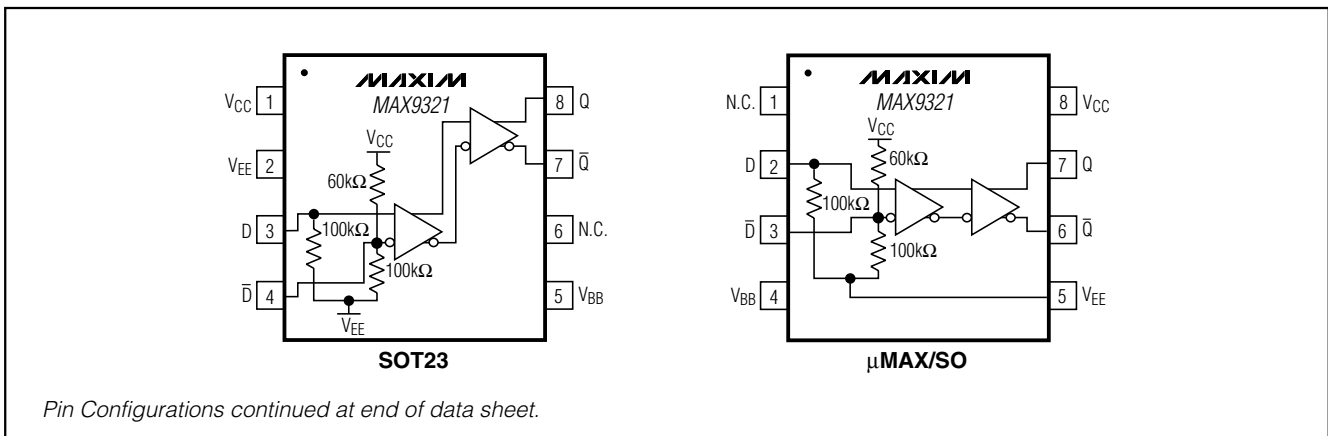 MAXIM
MAX9321
VCC 1
VEE 2
D 3
D̅ 4
8 Q
7 Q̅
6 N.C.
5 VBB
VCC
60kΩ
100kΩ
100kΩ
VEE
SOT23
MAXIM
MAX9321
N.C. 1
D 2
D̅ 3
VBB 4
8 VCC
7 Q
6 Q̅
5 VEE
VCC
60kΩ
100kΩ
100kΩ
µMAX/SO
Pin Configurations continued at end of data sheet.